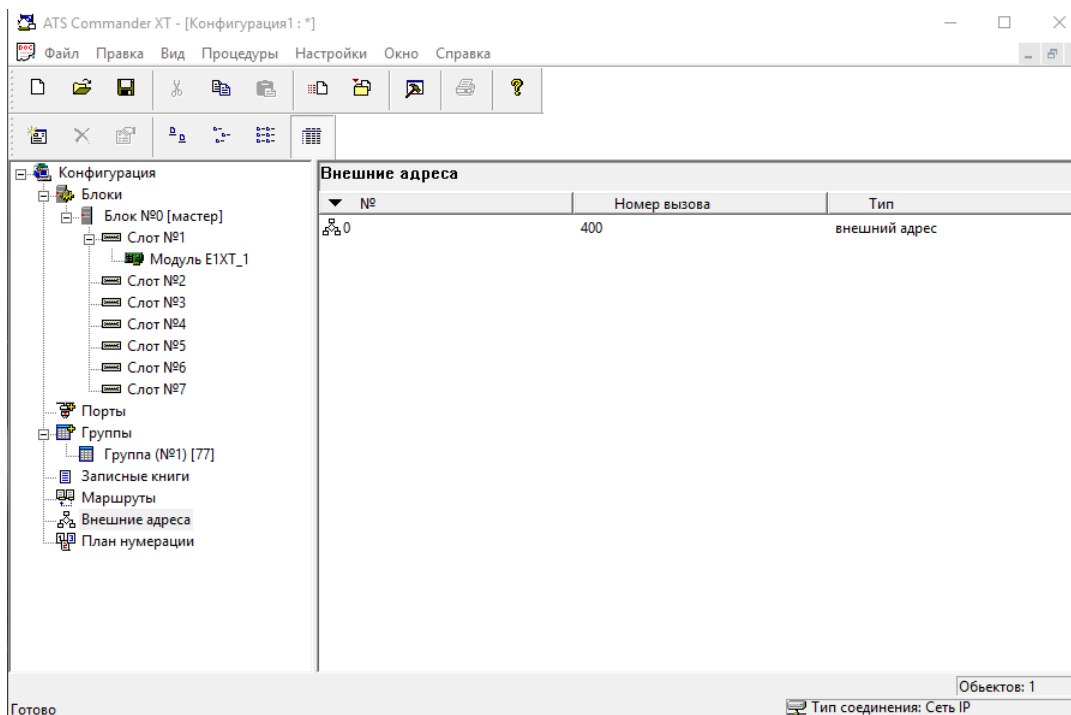 ATS Commander XT - [Конфигурация1 : *]
Файл Правка Вид Процедуры Настройки Окно Справка
Конфигурация
Блоки
Блок №0 [мастер]
Слот №1
Модуль E1XT_1
Слот №2
Слот №3
Слот №4
Слот №5
Слот №6
Слот №7
Порты
Группы
Группа (№1) [77]
Записные книги
Маршруты
Внешние адреса
План нумерации
Внешние адреса
№ Номер вызова Тип
0 400 внешний адрес
Обьектов: 1
Готово Тип соединения: Сеть IP